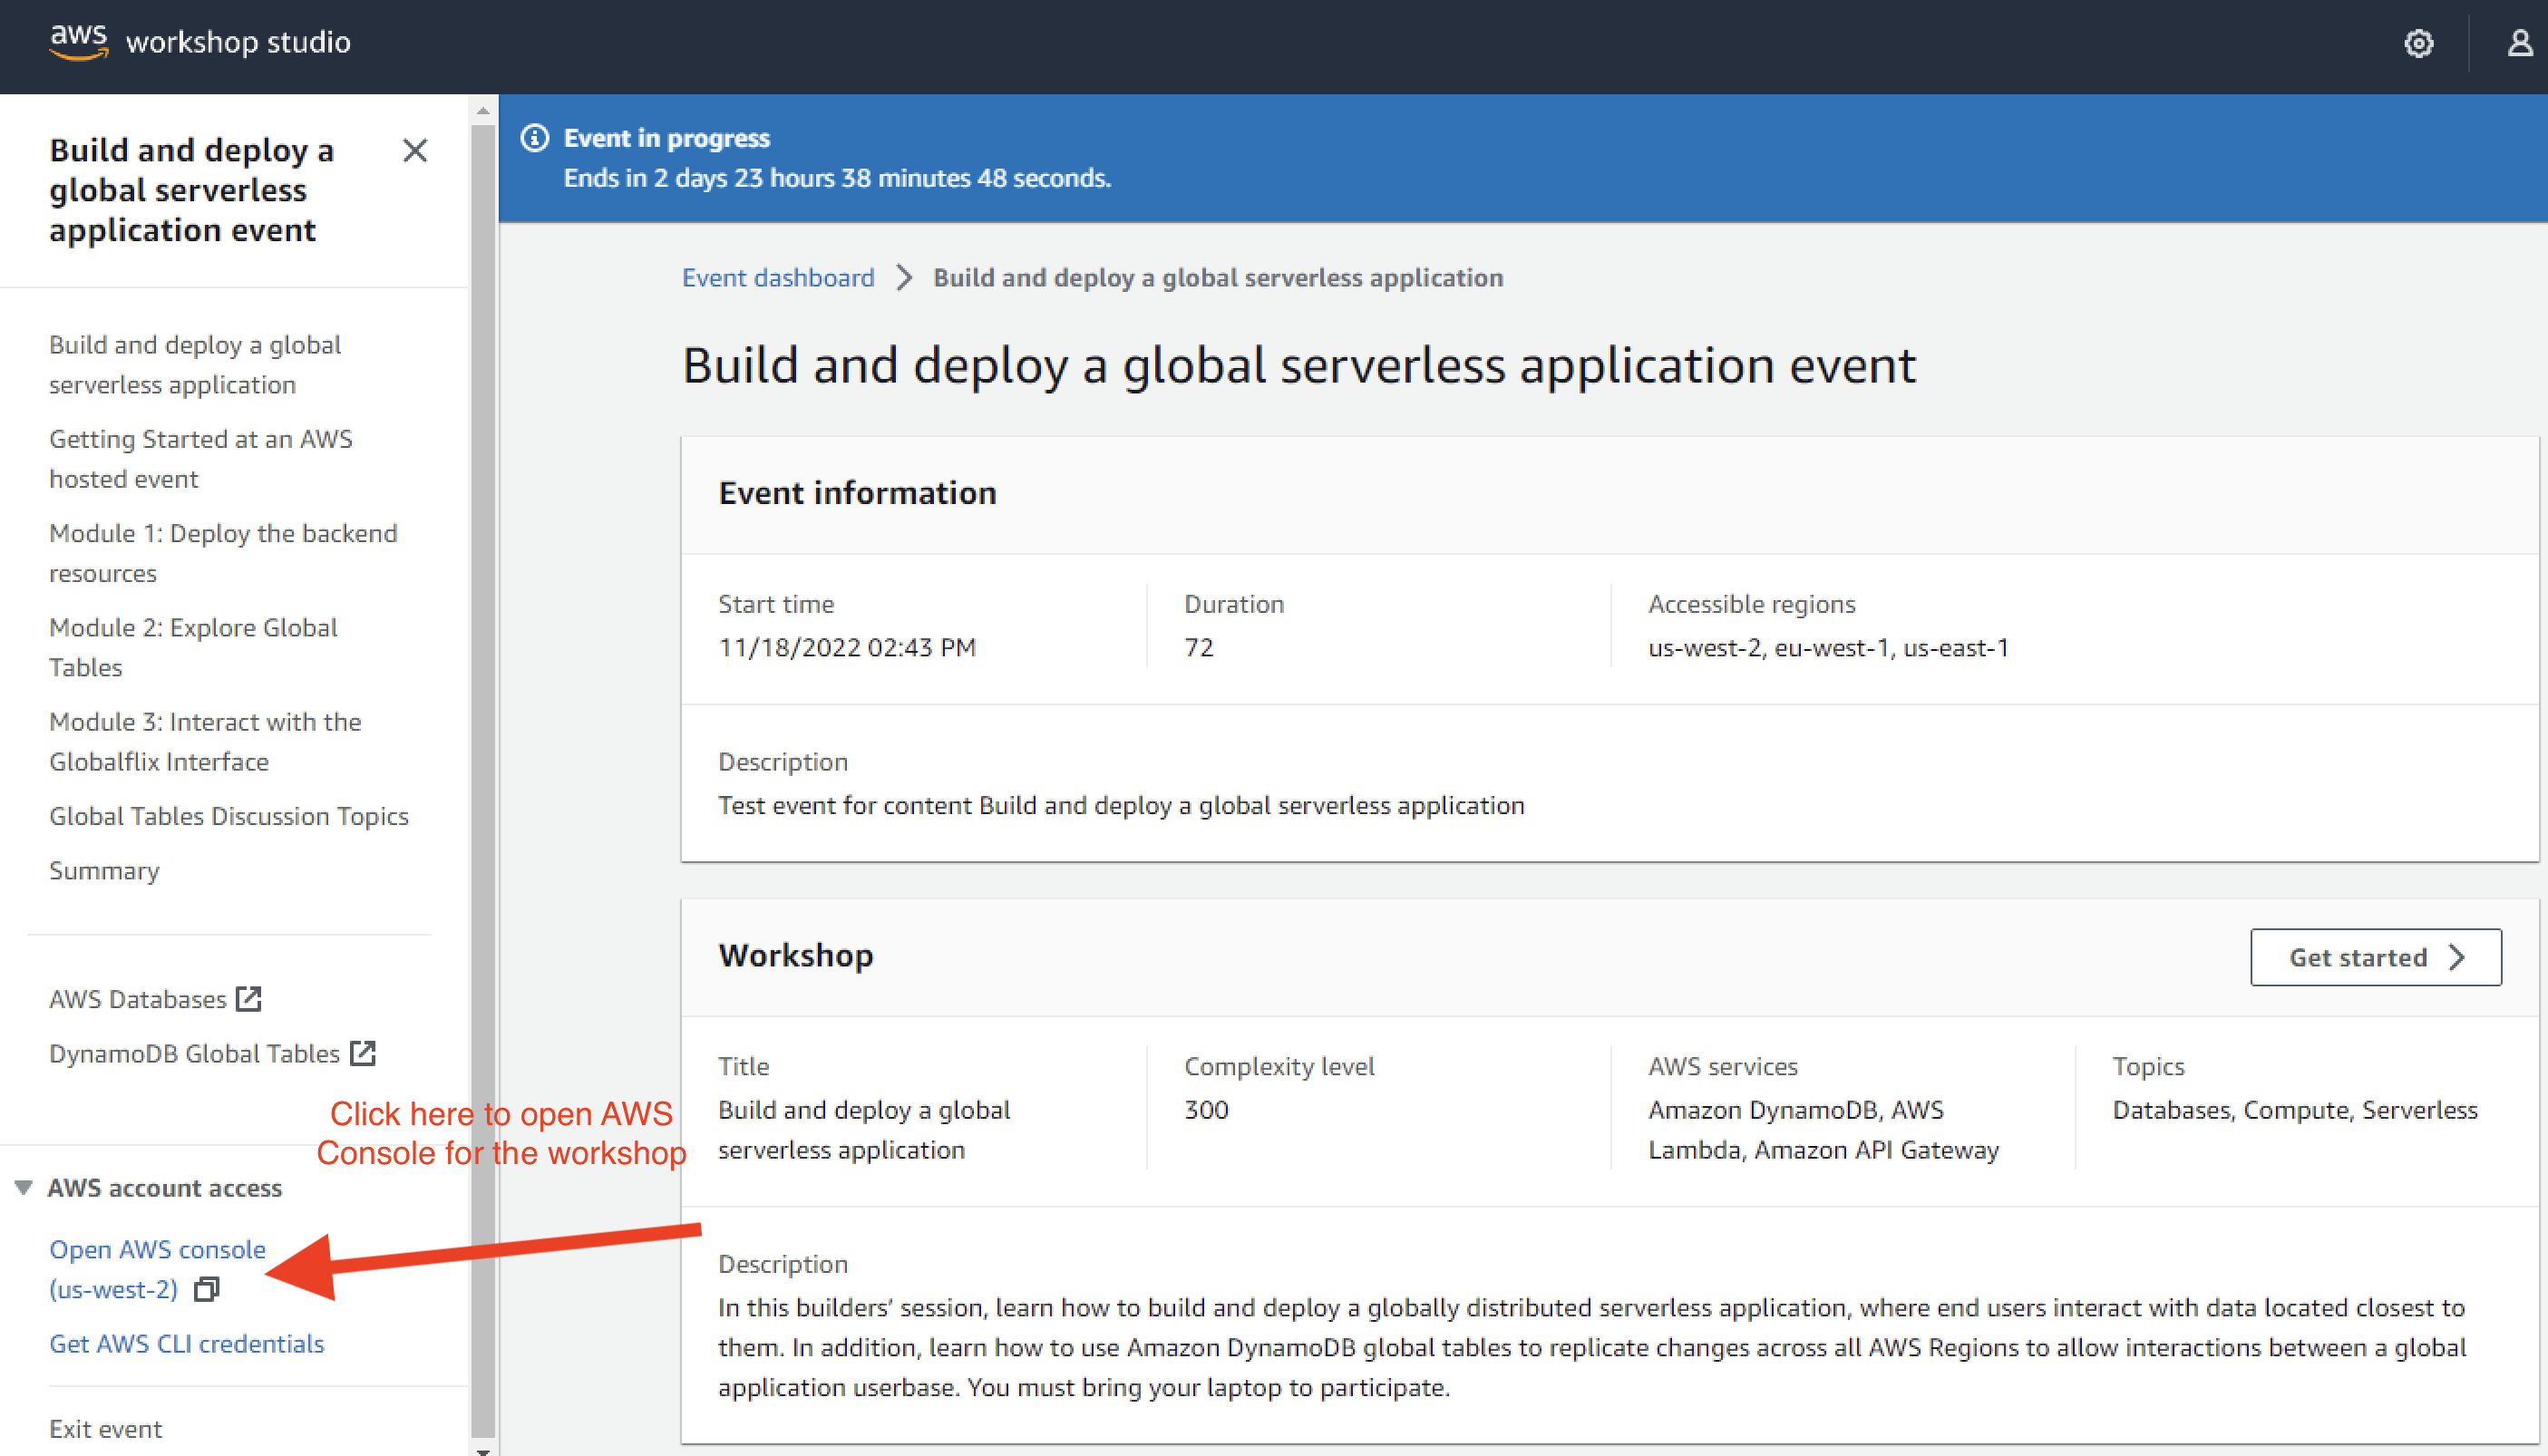 aws workshop studio
Build and deploy a
global serverless
application event
Build and deploy a global
serverless application
Getting Started at an AWS
hosted event
Module 1: Deploy the backend
resources
Module 2: Explore Global
Tables
Module 3: Interact with the
Globalflix Interface
Global Tables Discussion Topics
Summary
AWS Databases
DynamoDB Global Tables
Click here to open AWS
Console for the workshop
AWS account access
Open AWS console
(us-west-2)
Get AWS CLI credentials
Exit event
Event in progress
Ends in 2 days 23 hours 38 minutes 48 seconds.
Event dashboard > Build and deploy a global serverless application
Build and deploy a global serverless application event
Event information
Start time
11/18/2022 02:43 PM
Duration
72
Accessible regions
us-west-2, eu-west-1, us-east-1
Description
Test event for content Build and deploy a global serverless application
Workshop
Get started >
Title
Build and deploy a global
serverless application
Complexity level
300
AWS services
Amazon DynamoDB, AWS
Lambda, Amazon API Gateway
Topics
Databases, Compute, Serverless
Description
In this builders’ session, learn how to build and deploy a globally distributed serverless application, where end users interact with data located closest to
them. In addition, learn how to use Amazon DynamoDB global tables to replicate changes across all AWS Regions to allow interactions between a global
application userbase. You must bring your laptop to participate.